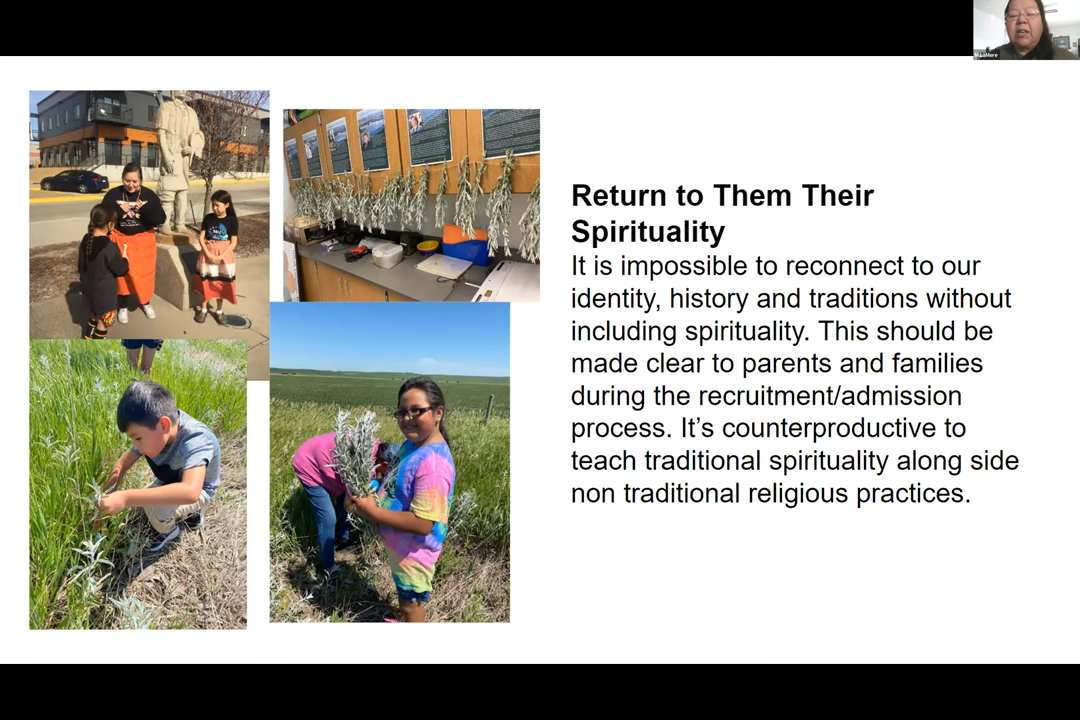 Return to Them Their
Spirituality
It is impossible to reconnect to our
identity, history and traditions without
including spirituality. This should be
made clear to parents and families
during the recruitment/admission
process. It’s counterproductive to
teach traditional spirituality along side
non traditional religious practices.